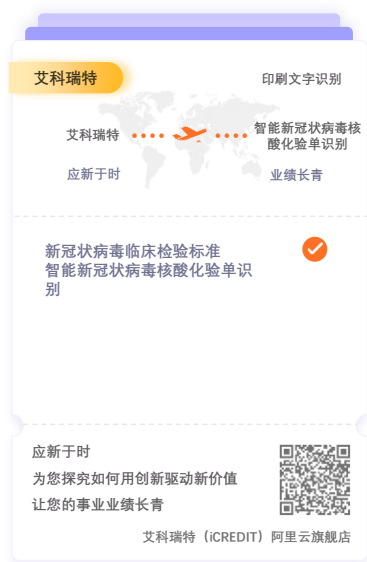 艾科瑞特
印刷文字识别
艾科瑞特
智能新冠状病毒核
酸化验单识别
应新于时
业绩长青
新冠状病毒临床检验标准
智能新冠状病毒核酸化验单识
别
应新于时
为您探究如何用创新驱动新价值
让您的事业业绩长青
艾科瑞特（iCREDIT）阿里云旗舰店